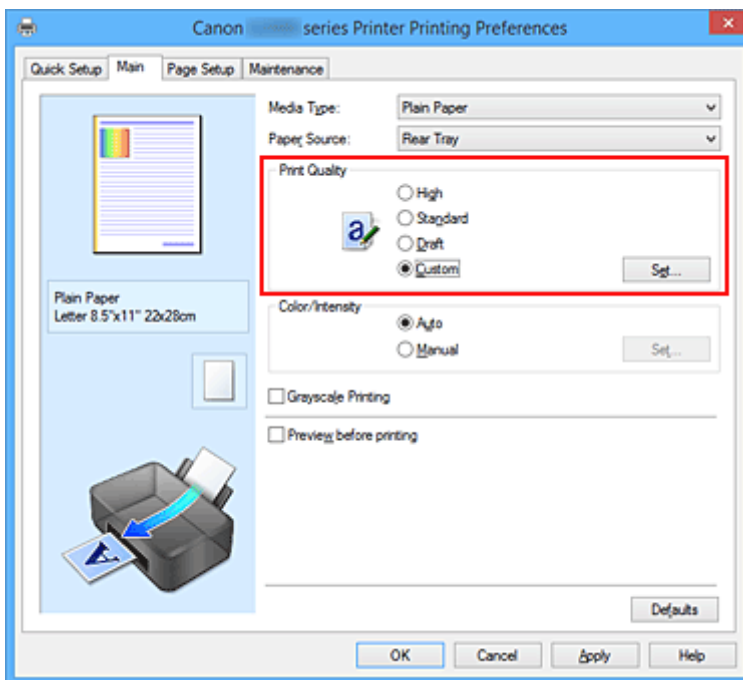 Canon series Printer Printing Preferences
Quick Setup Main Page Setup Maintenance
Media Type: Plain Paper
Paper Source: Rear Tray
Print Quality
High
Standard
Draft
Custom Set...
Plain Paper
Letter 8.5"x11" 22x28cm
Color/Intensity
Auto
Manual Set...
Grayscale Printing
Preview before printing
Defaults
OK Cancel Apply Help